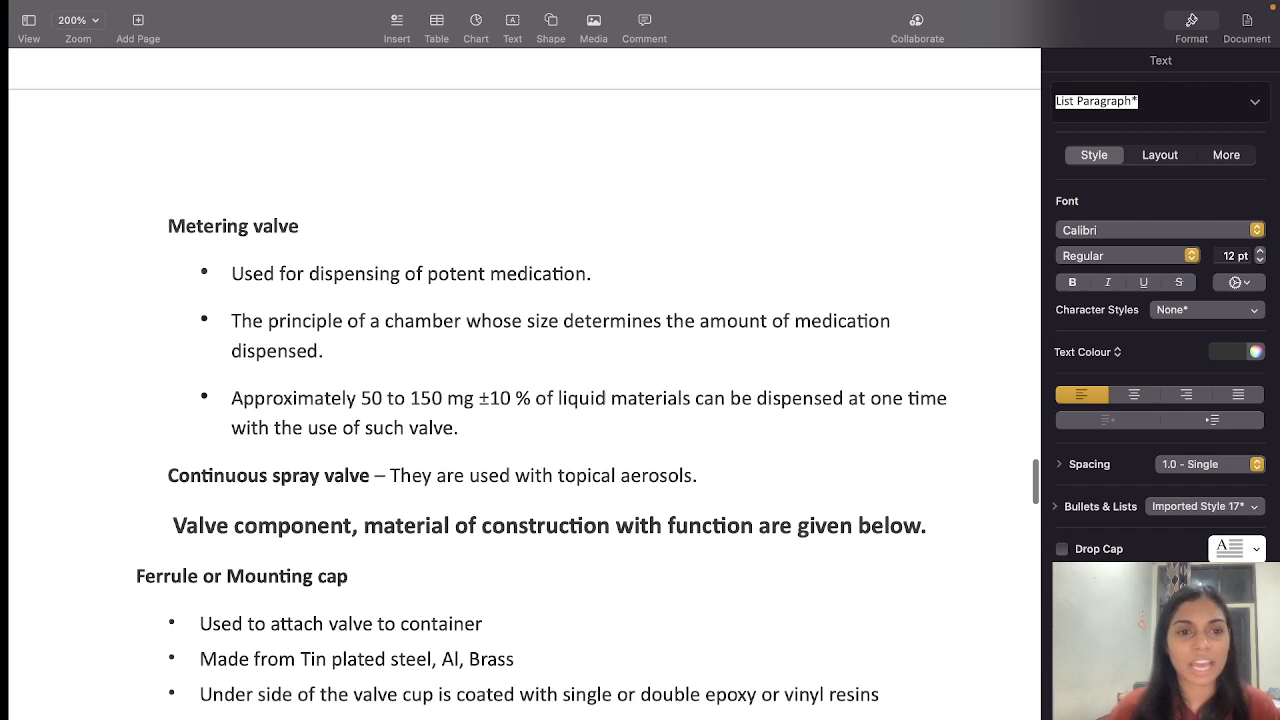 View
200%
Zoom
Add Page
Insert
Table
Chart
Text
Shape
Media
Comment
Collaborate
Format
Document
Text
List Paragraph*
Style Layout More
Font
Calibri
Regular 12 pt
B I U S
Character Styles None*
Text Colour
Spacing 1.0 - Single
Bullets & Lists Imported Style 17*
Drop Cap A
Metering valve
• Used for dispensing of potent medication.
• The principle of a chamber whose size determines the amount of medication
dispensed.
• Approximately 50 to 150 mg ±10 % of liquid materials can be dispensed at one time
with the use of such valve.
Continuous spray valve – They are used with topical aerosols.
Valve component, material of construction with function are given below.
Ferrule or Mounting cap
• Used to attach valve to container
• Made from Tin plated steel, Al, Brass
• Under side of the valve cup is coated with single or double epoxy or vinyl resins